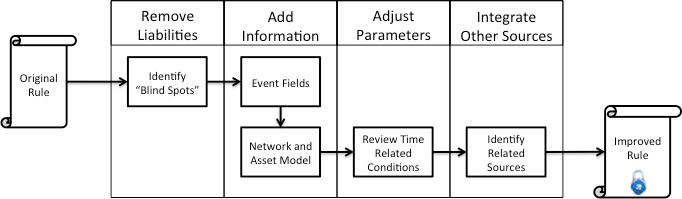 Remove
Liabilities
Add
Information
Adjust
Parameters
Integrate
Other Sources
Original
Rule
Identify
“Blind Spots”
Event Fields
Network and
Asset Model
Review Time
Related
Conditions
Identify
Related
Sources
Improved
Rule